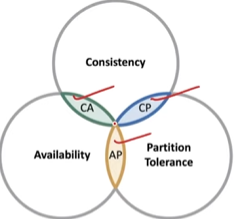 Consistency
CA
CP
Availability
AP
Partition
Tolerance